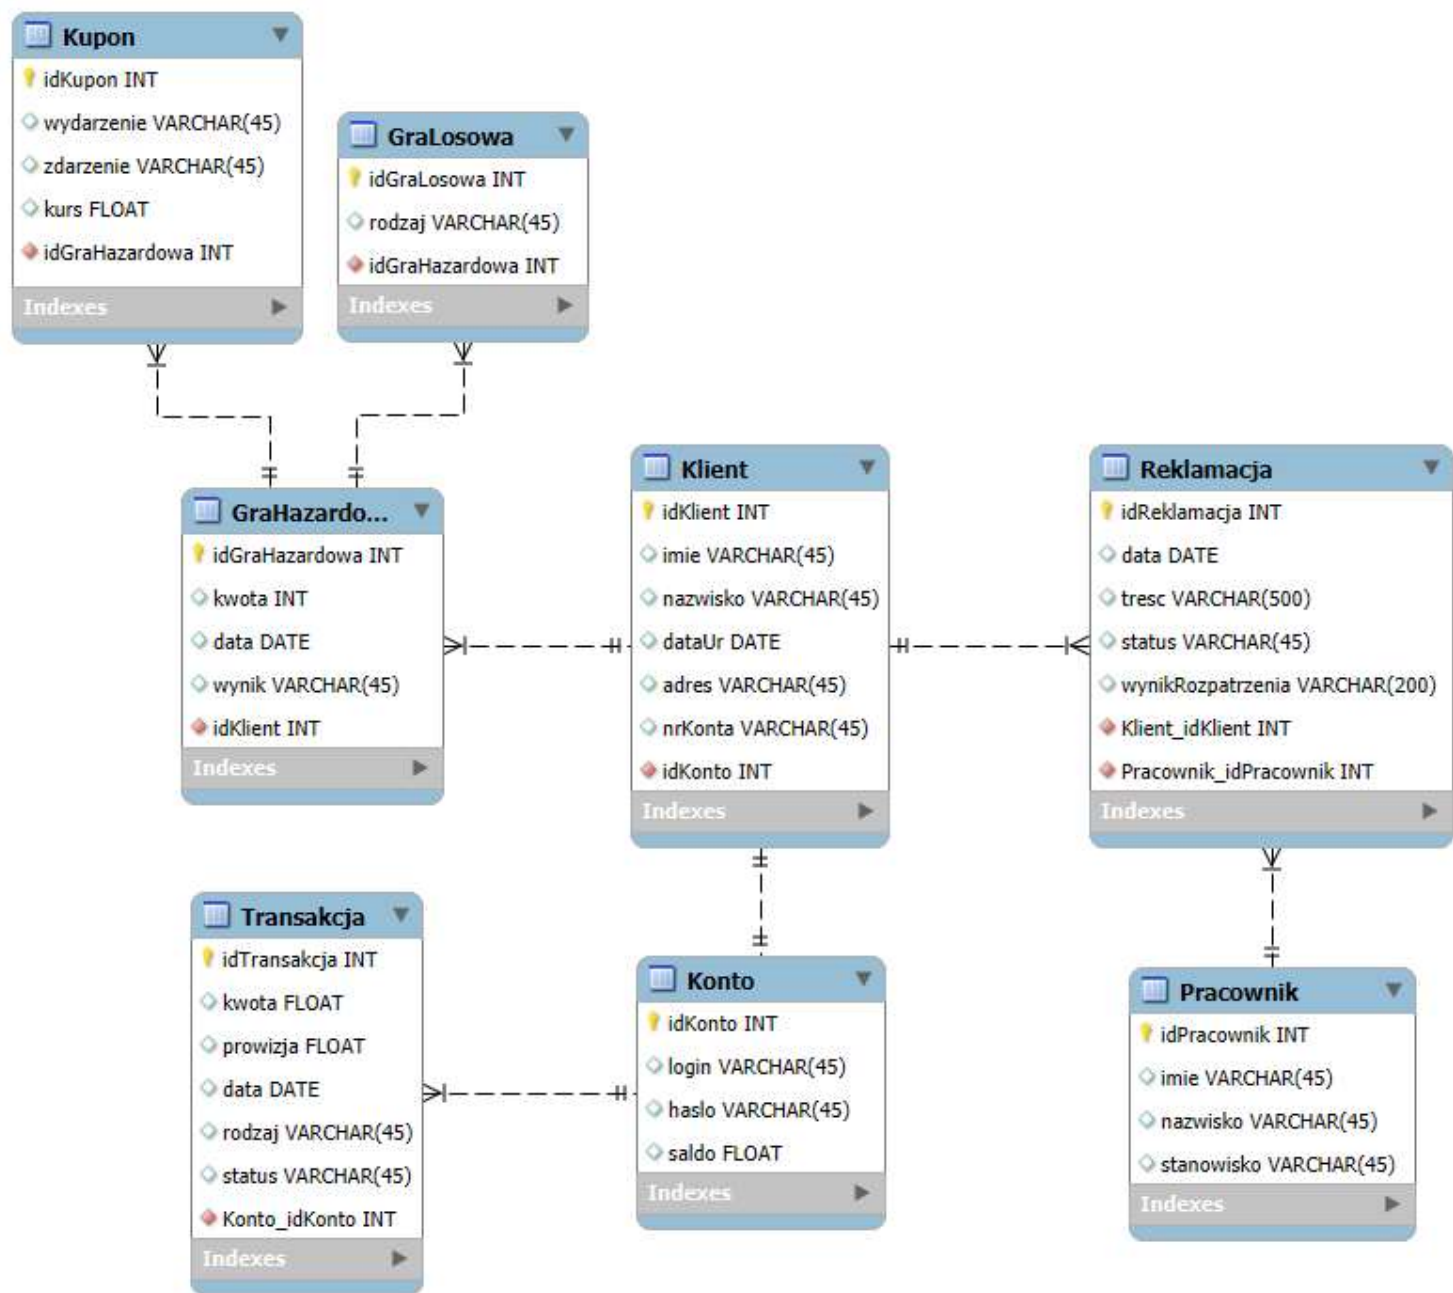 Kupon
idKupon INT
wydarzenie VARCHAR(45)
zdarzenie VARCHAR(45)
kurs FLOAT
idGraHazardowa INT
Indexes
GraLosowa
idGraLosowa INT
rodzaj VARCHAR(45)
idGraHazardowa INT
Indexes
GraHazardo...
idGraHazardowa INT
kwota INT
data DATE
wynik VARCHAR(45)
idKlient INT
Indexes
Klient
idKlient INT
imie VARCHAR(45)
nazwisko VARCHAR(45)
dataUr DATE
adres VARCHAR(45)
nrKonta VARCHAR(45)
idKonto INT
Indexes
Reklamacja
idReklamacja INT
data DATE
tresc VARCHAR(500)
status VARCHAR(45)
wynikRozpatrzenia VARCHAR(200)
Klient_idKlient INT
Pracownik_idPracownik INT
Indexes
Transakcja
idTransakcja INT
kwota FLOAT
prowizja FLOAT
data DATE
rodzaj VARCHAR(45)
status VARCHAR(45)
Konto_idKonto INT
Indexes
Konto
idKonto INT
login VARCHAR(45)
haslo VARCHAR(45)
saldo FLOAT
Indexes
Pracownik
idPracownik INT
imie VARCHAR(45)
nazwisko VARCHAR(45)
stanowisko VARCHAR(45)
Indexes